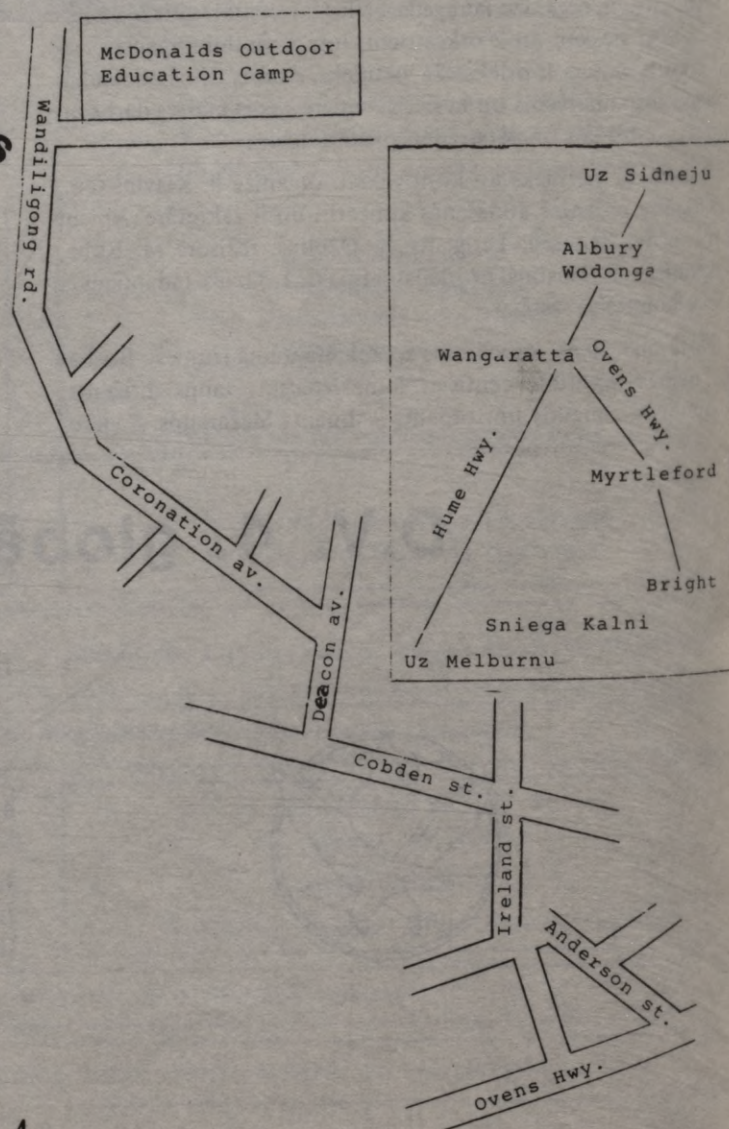 McDonalds Outdoor
Education Camp
Wandiligong rd.
Uz Sidneju
Albury
Wodonga
Wangaratta
Ovens Hwy.
Hume Hwy.
Myrtleford
Bright
Sniega Kalni
Uz Melburnu
Coronation av.
Deacon av.
Cobden st.
Ireland st.
Anderson st.
Ovens Hwy.